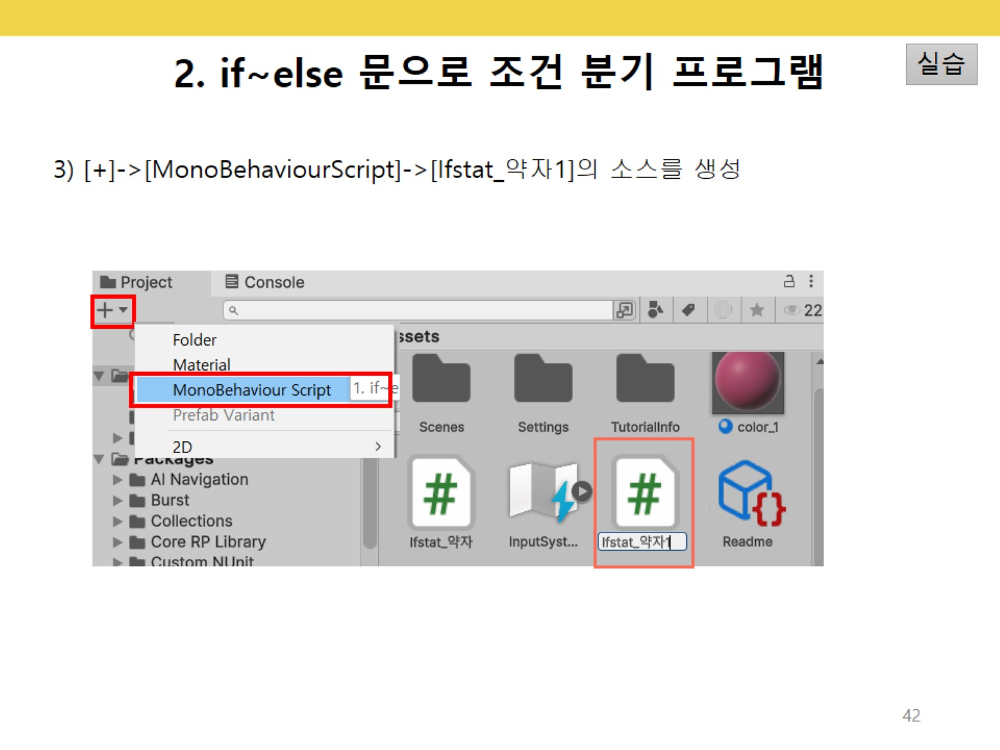 2. if~else 문으로 조건 분기 프로그램
실습
3) [+]->[MonoBehaviourScript]->[Ifstat_약자1]의 소스를 생성
Project
Console
22
Folder
Material
MonoBehaviour Script
1. if~e
Prefab Variant
2D
ssets
Scenes
Settings
TutorialInfo
color_1
Packages
AI Navigation
Burst
Collections
Core RP Library
Custom NUnit
Ifstat_약자
InputSyst...
Ifstat_약자1
Readme
42